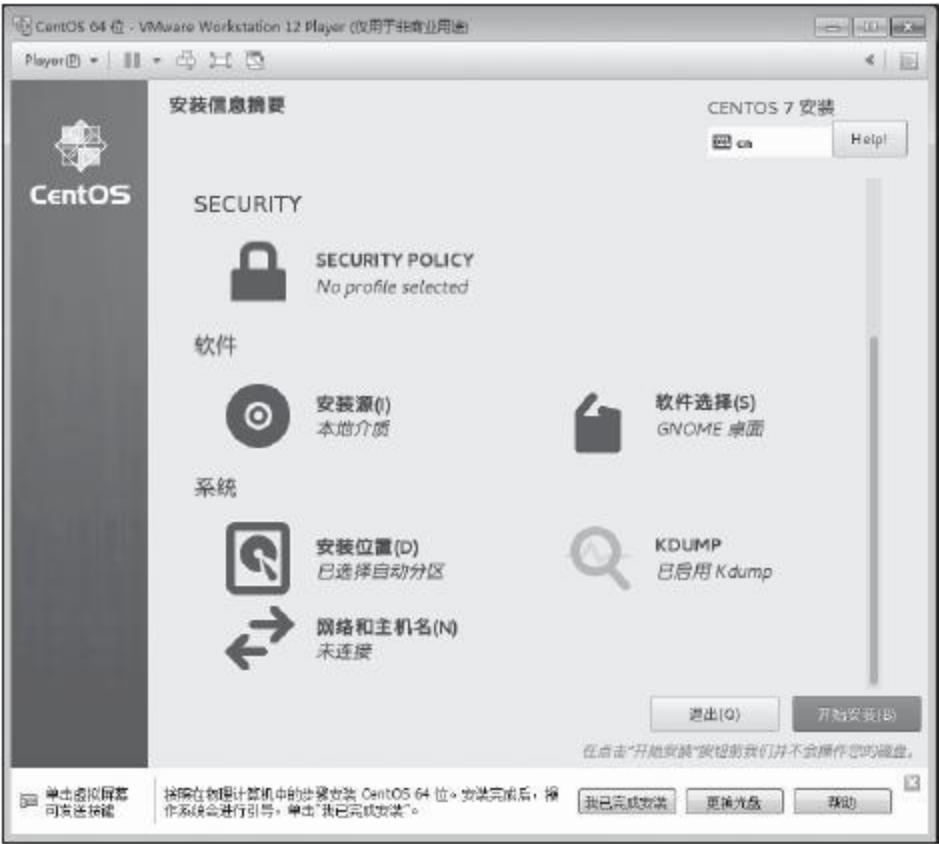 CentOS 64 位 - VMware Workstation 12 Player (仅用于非商业用途)
Player(P)
安装信息摘要
CENTOS 7 安装
cn
Help!
CentOS
SECURITY
SECURITY POLICY
No profile selected
软件
安装源(I)
本地介质
软件选择(S)
GNOME 桌面
系统
安装位置(D)
已选择自动分区
KDUMP
已启用 Kdump
网络和主机名(N)
未连接
退出(Q)
开始安装(B)
在点击“开始安装”按钮前我们并不会操作您的磁盘。
单击虚拟屏幕
可发送按键
按照在物理计算机中的步骤安装 CentOS 64 位。安装完成后，操
作系统会进行引导，单击“我已完成安装”。
我已完成安装
更换光盘
帮助